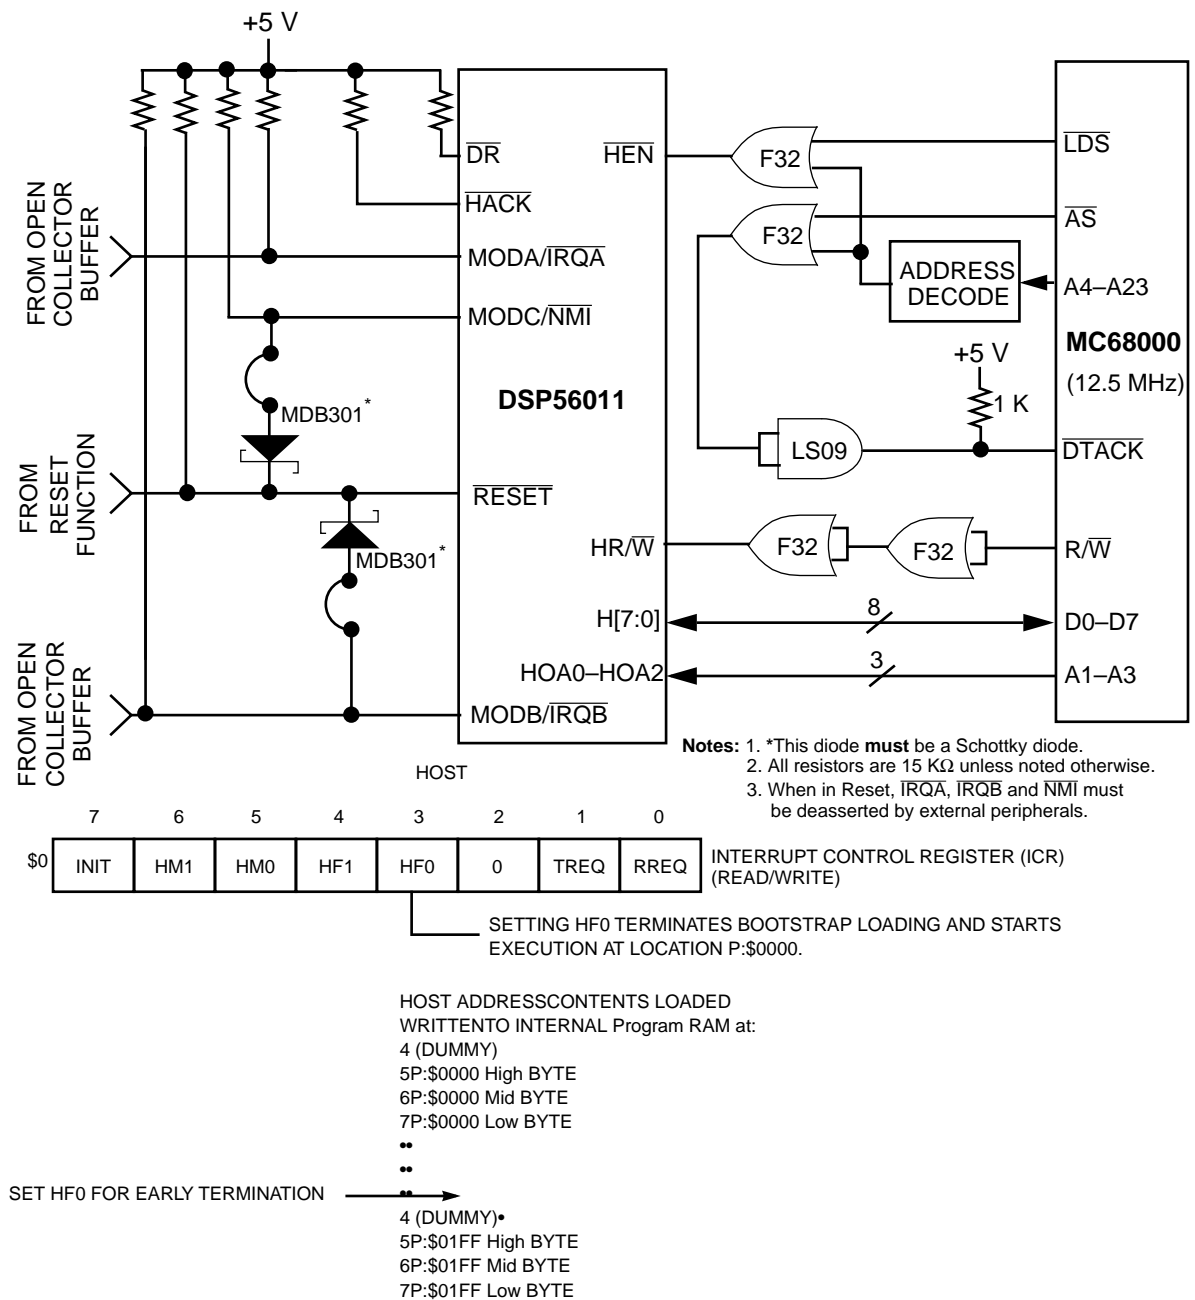 +5 V
DR
HEN
F32
LDS
HACK
F32
AS
FROM OPEN
COLLECTOR
BUFFER
MODA/IRQA
ADDRESS
DECODE
A4–A23
MODC/NMI
MC68000
(12.5 MHz)
+5 V
1 K
DSP56011
MDB301*
LS09
DTACK
FROM
RESET
FUNCTION
RESET
MDB301*
HR/W
F32
F32
R/W
H[7:0]
8
D0–D7
HOA0–HOA2
3
A1–A3
FROM OPEN
COLLECTOR
BUFFER
MODB/IRQB
Notes: 1. *This diode must be a Schottky diode.
2. All resistors are 15 KΩ unless noted otherwise.
3. When in Reset, IRQA, IRQB and NMI must
be deasserted by external peripherals.
HOST
7 6 5 4 3 2 1 0
$0 INIT HM1 HM0 HF1 HF0 0 TREQ RREQ
INTERRUPT CONTROL REGISTER (ICR)
(READ/WRITE)
SETTING HF0 TERMINATES BOOTSTRAP LOADING AND STARTS
EXECUTION AT LOCATION P:$0000.
HOST ADDRESSCONTENTS LOADED
WRITTENTO INTERNAL Program RAM at:
4 (DUMMY)
5P:$0000 High BYTE
6P:$0000 Mid BYTE
7P:$0000 Low BYTE
••
••
••
SET HF0 FOR EARLY TERMINATION
4 (DUMMY)•
5P:$01FF High BYTE
6P:$01FF Mid BYTE
7P:$01FF Low BYTE